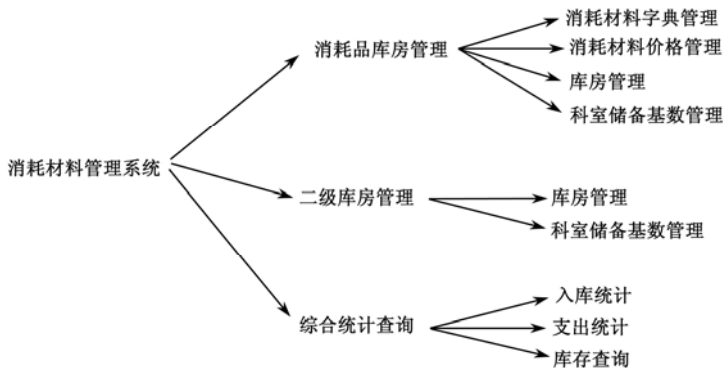 消耗材料管理系统
消耗品库房管理
消耗材料字典管理
消耗材料价格管理
库房管理
科室储备基数管理
二级库房管理
库房管理
科室储备基数管理
综合统计查询
入库统计
支出统计
库存查询